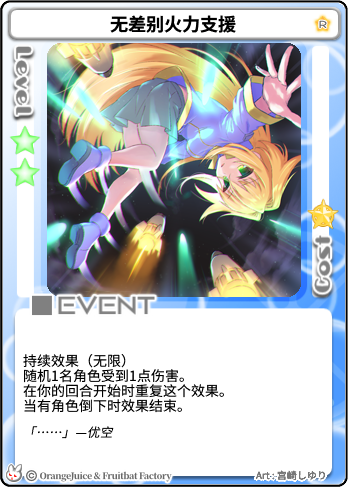 无差别火力支援
R
Level
Cost
EVENT
持续效果（无限）
随机1名角色受到1点伤害。
在你的回合开始时重复这个效果。
当有角色倒下时效果结束。
「……」—优空
© OrangeJuice & Fruitbat Factory
Art.: 宮崎しゆり